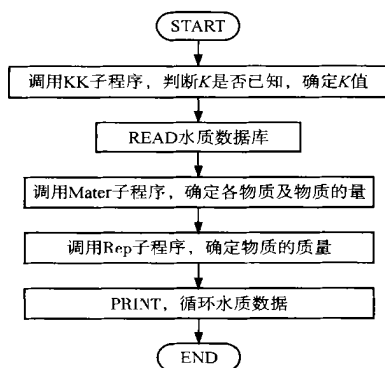 START
调用KK子程序，判断K是否已知，确定K值
READ水质数据库
调用Mater子程序，确定各物质及物质的量
调用Rep子程序，确定物质的质量
PRINT，循环水质数据
END